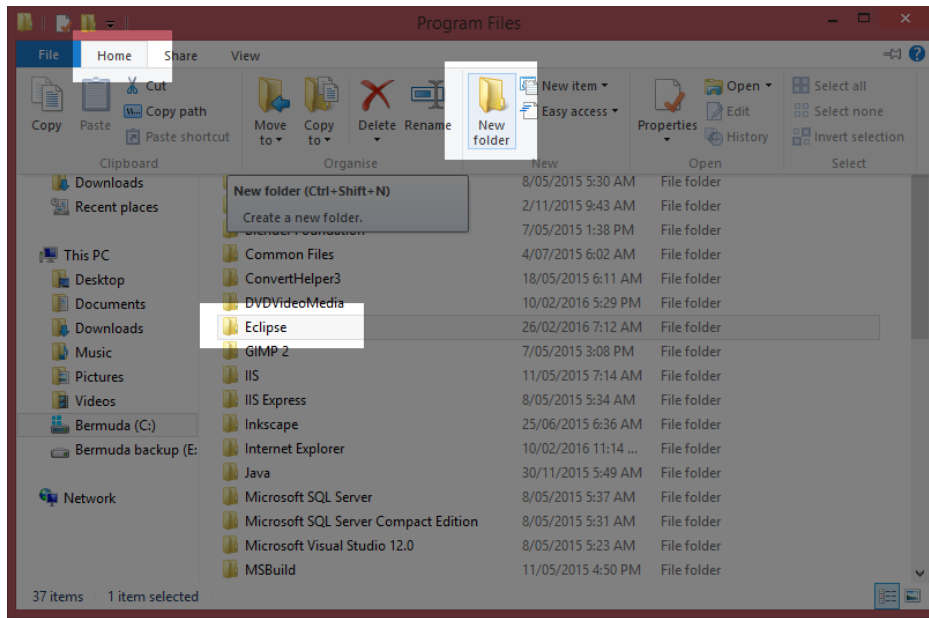 Program Files
File Home Share View
Cut
Copy path
Paste shortcut
Copy Paste
Clipboard
Move to Copy to Delete Rename
Organise
New folder
New item
Easy access
New
Properties
Open
Edit
History
Open
Select all
Select none
Invert selection
Select
New folder (Ctrl+Shift+N)
Create a new folder.
Downloads
Recent places
This PC
Desktop
Documents
Downloads
Music
Pictures
Videos
Bermuda (C:)
Bermuda backup (E:
Network
8/05/2015 5:30 AM File folder
2/11/2015 9:43 AM File folder
Blender Foundation 7/05/2015 1:38 PM File folder
Common Files 4/07/2015 6:02 AM File folder
ConvertHelper3 18/05/2015 6:11 AM File folder
DVDVideoMedia 10/02/2016 5:29 PM File folder
Eclipse 26/02/2016 7:12 AM File folder
GIMP 2 7/05/2015 3:08 PM File folder
IIS 11/05/2015 7:14 AM File folder
IIS Express 8/05/2015 5:34 AM File folder
Inkscape 25/06/2015 6:36 AM File folder
Internet Explorer 10/02/2016 11:14 ... File folder
Java 30/11/2015 5:49 AM File folder
Microsoft SQL Server 8/05/2015 5:37 AM File folder
Microsoft SQL Server Compact Edition 8/05/2015 5:31 AM File folder
Microsoft Visual Studio 12.0 8/05/2015 5:23 AM File folder
MSBuild 11/05/2015 4:50 PM File folder
37 items 1 item selected